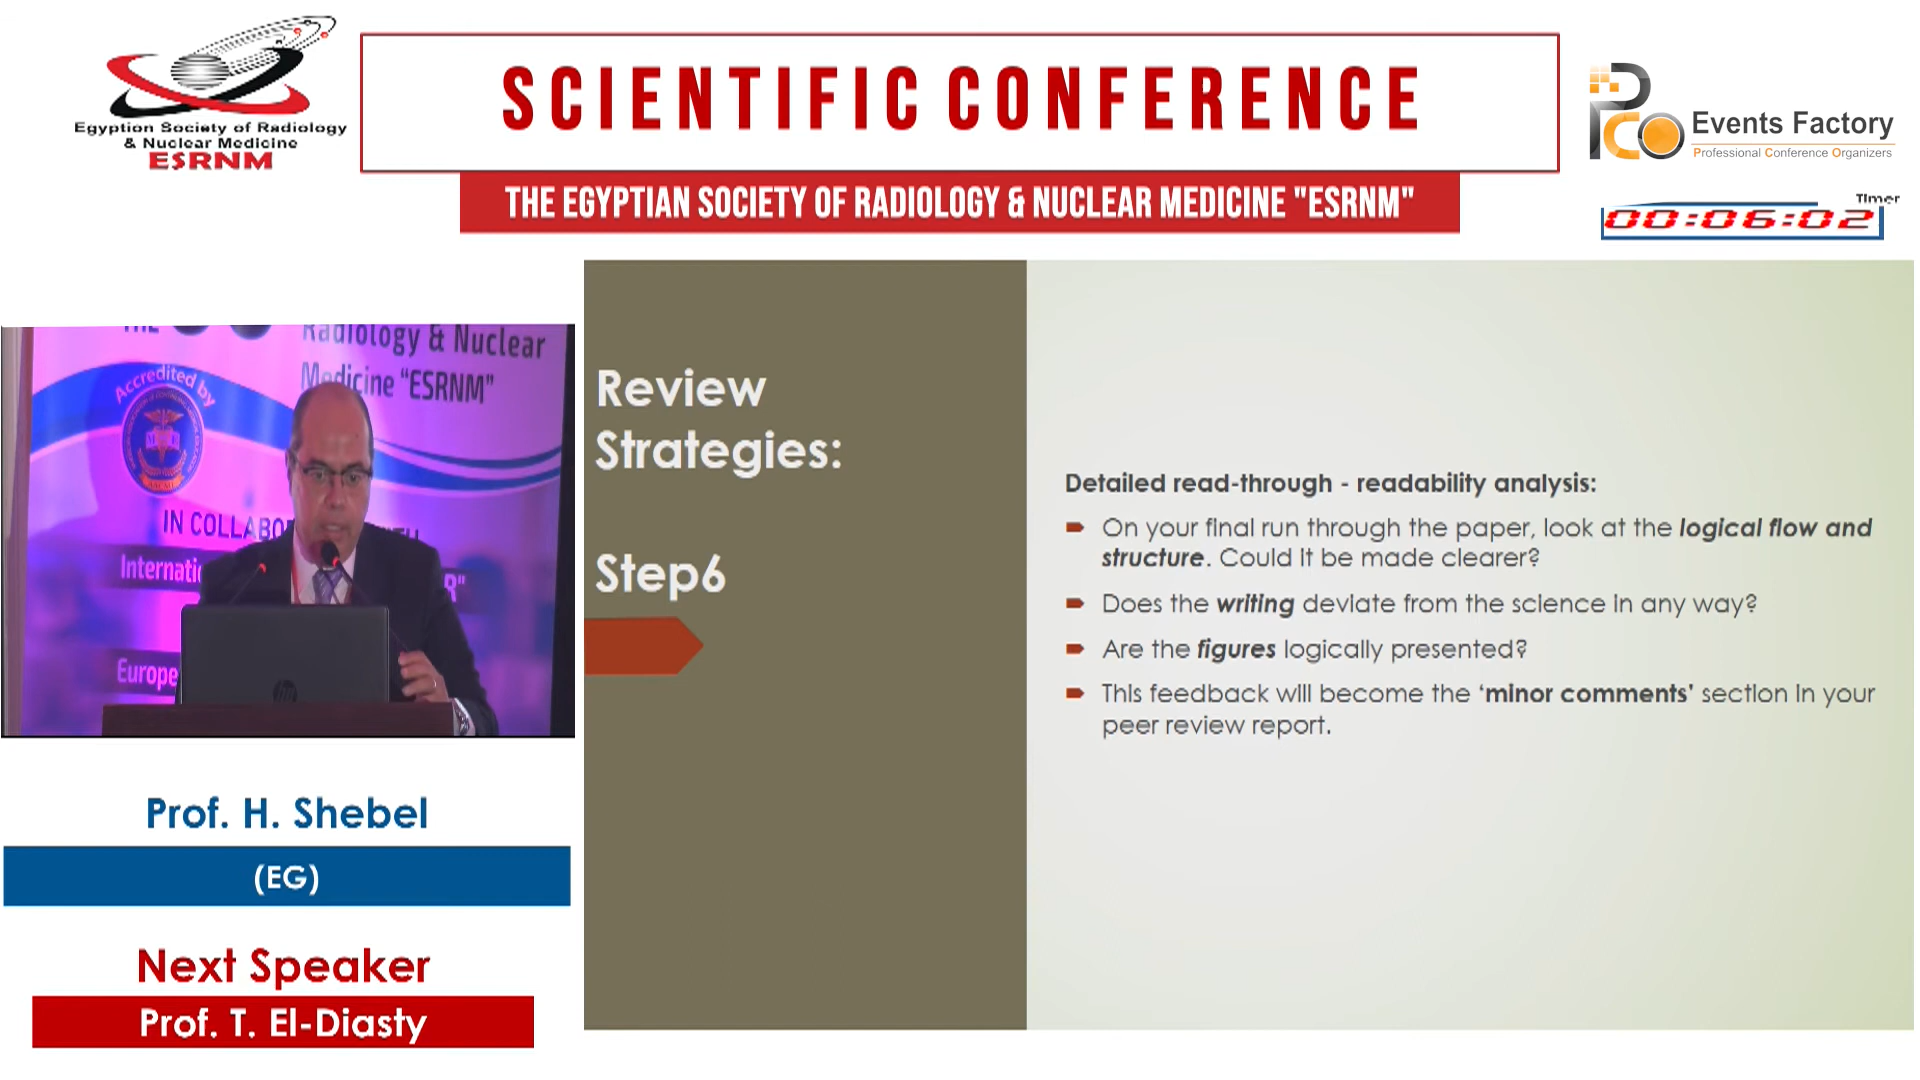 Egyptian Society of Radiology
& Nuclear Medicine
ESRNM
SCIENTIFIC CONFERENCE
THE EGYPTIAN SOCIETY OF RADIOLOGY & NUCLEAR MEDICINE "ESRNM"
PCO Events Factory
Professional Conference Organizers
Timer
00:06:02
THE
Radiology & Nuclear
Medicine "ESRNM"
Accredited by
IN COLLABO
Internatio
R"
Europe
hp
Prof. H. Shebel
(EG)
Next Speaker
Prof. T. El-Diasty
Review
Strategies:
Step6
Detailed read-through - readability analysis:
On your final run through the paper, look at the logical flow and
structure. Could it be made clearer?
Does the writing deviate from the science in any way?
Are the figures logically presented?
This feedback will become the ‘minor comments’ section in your
peer review report.